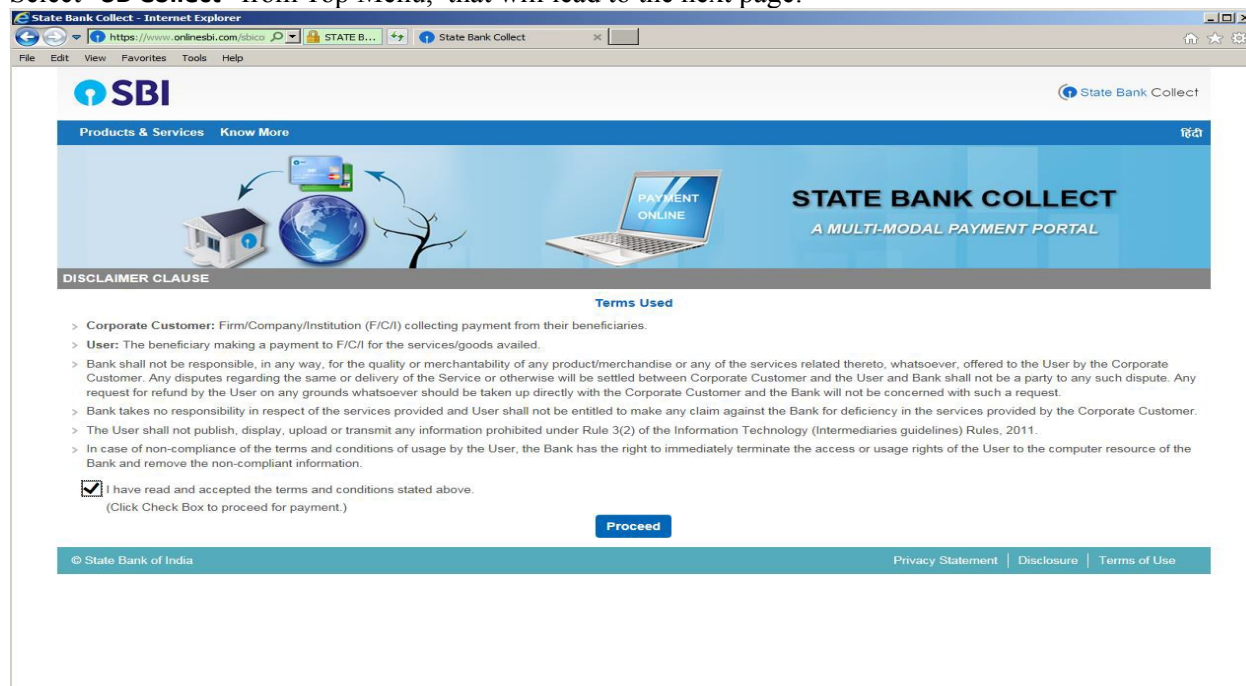 Select "SB Collect" from Top Menu, that will lead to the next page:
State Bank Collect - Internet Explorer
https://www.onlinesbi.com/sbico
STATE B...
State Bank Collect
File Edit View Favorites Tools Help
SBI
State Bank Collect
Products & Services Know More
हिंदी
PAYMENT
ONLINE
STATE BANK COLLECT
A MULTI-MODAL PAYMENT PORTAL
DISCLAIMER CLAUSE
Terms Used
> Corporate Customer: Firm/Company/Institution (F/C/I) collecting payment from their beneficiaries.
> User: The beneficiary making a payment to F/C/I for the services/goods availed.
> Bank shall not be responsible, in any way, for the quality or merchantability of any product/merchandise or any of the services related thereto, whatsoever, offered to the User by the Corporate
Customer. Any disputes regarding the same or delivery of the Service or otherwise will be settled between Corporate Customer and the User and Bank shall not be a party to any such dispute. Any
request for refund by the User on any grounds whatsoever should be taken up directly with the Corporate Customer and the Bank will not be concerned with such a request.
> Bank takes no responsibility in respect of the services provided and User shall not be entitled to make any claim against the Bank for deficiency in the services provided by the Corporate Customer.
> The User shall not publish, display, upload or transmit any information prohibited under Rule 3(2) of the Information Technology (Intermediaries guidelines) Rules, 2011.
> In case of non-compliance of the terms and conditions of usage by the User, the Bank has the right to immediately terminate the access or usage rights of the User to the computer resource of the
Bank and remove the non-compliant information.
I have read and accepted the terms and conditions stated above.
(Click Check Box to proceed for payment.)
Proceed
© State Bank of India
Privacy Statement | Disclosure | Terms of Use